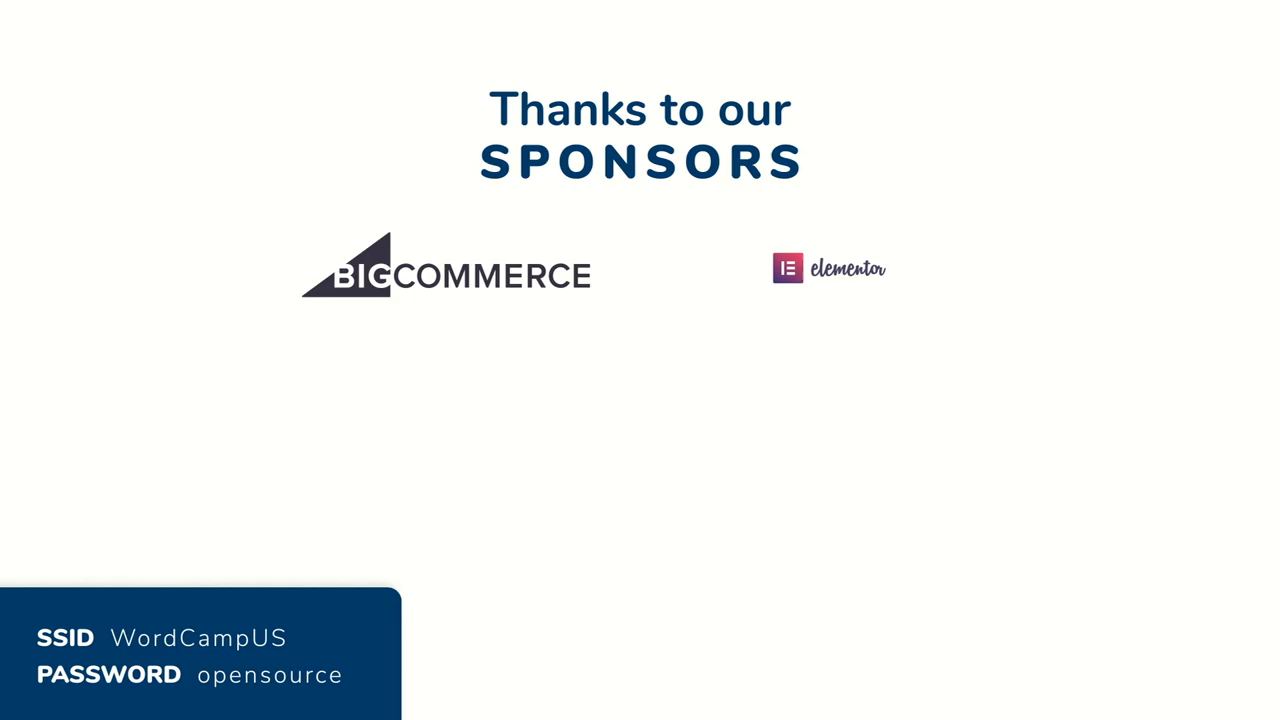 Thanks to our
SPONSORS
BIGCOMMERCE
elementor
SSID WordCampUS
PASSWORD opensource